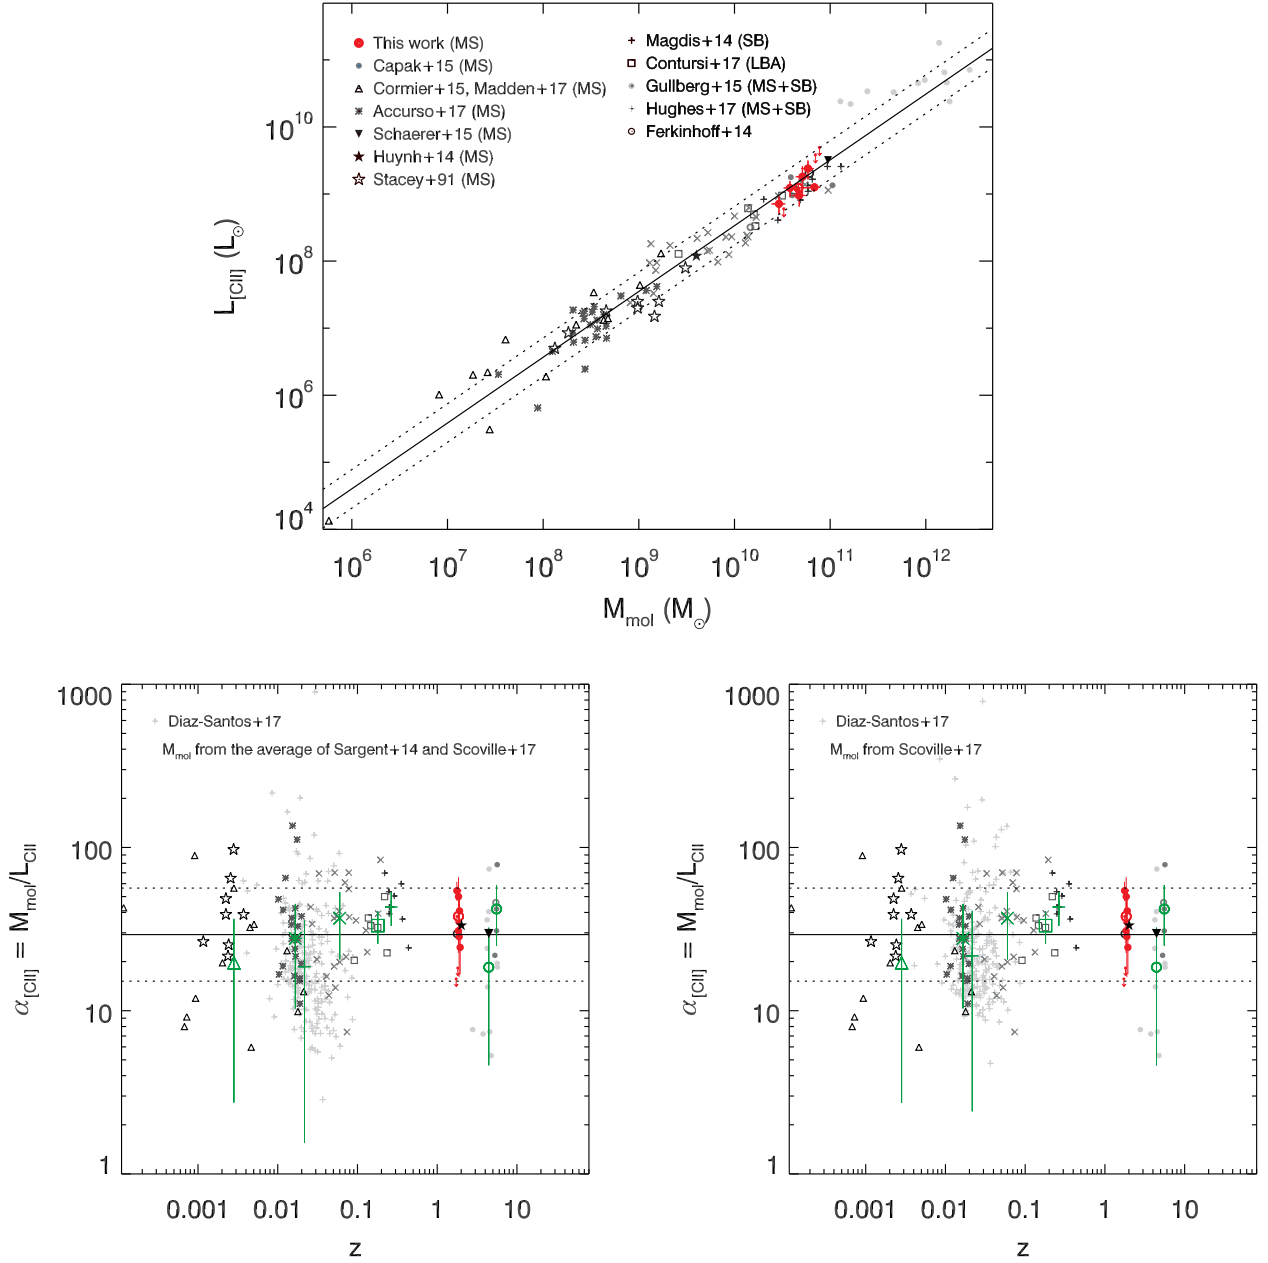 This work (MS)
Capak+15 (MS)
Cormier+15, Madden+17 (MS)
Accurso+17 (MS)
Schaerer+15 (MS)
Huynh+14 (MS)
Stacey+91 (MS)
Magdis+14 (SB)
Contursi+17 (LBA)
Gullberg+15 (MS+SB)
Hughes+17 (MS+SB)
Ferkinhoff+14
L[CII] (L☉)
10^10
10^8
10^6
10^4
10^6 10^7 10^8 10^9 10^10 10^11 10^12
Mmol (M☉)
Diaz-Santos+17
Mmol from the average of Sargent+14 and Scoville+17
α[CII] = Mmol/LCII
1000
100
10
1
0.001 0.01 0.1 1 10
z
Diaz-Santos+17
Mmol from Scoville+17
α[CII] = Mmol/LCII
1000
100
10
1
0.001 0.01 0.1 1 10
z